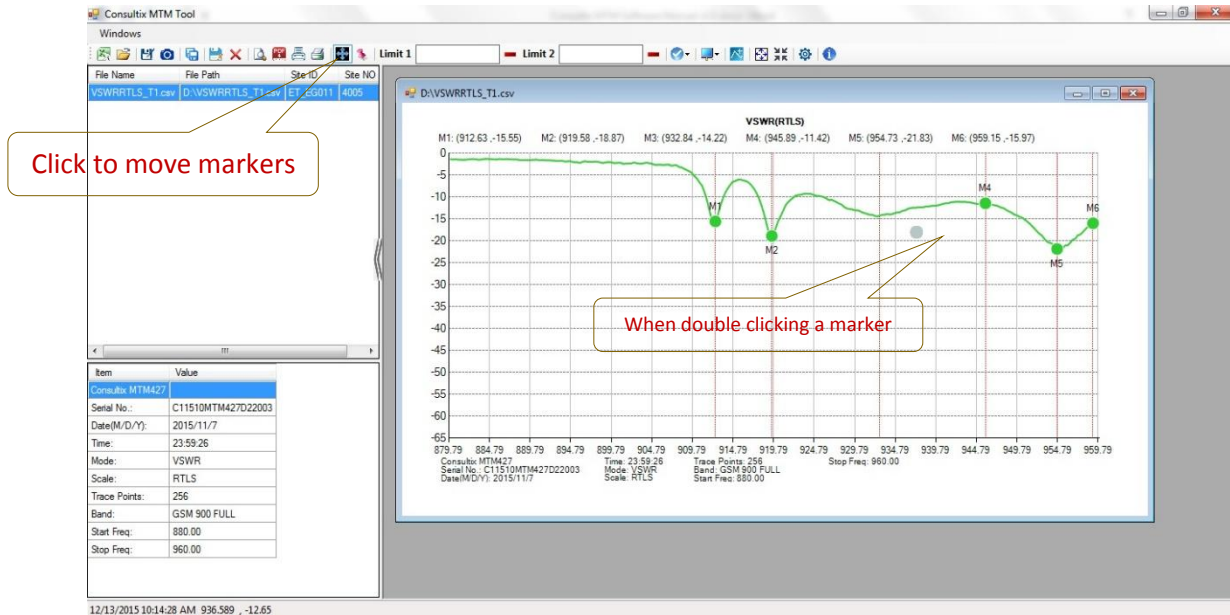 Consultix MTM Tool
Windows
Limit 1 Limit 2
File Name File Path Site ID Site NO
VSWRRTLS_T1.csv D:\VSWRRTLS_T1.csv ET_EG011 4005
Click to move markers
D:\VSWRRTLS_T1.csv
VSWR(RTLS)
M1: (912.63 ,-15.55) M2: (919.58 ,-18.87) M3: (932.84 ,-14.22) M4: (945.89 ,-11.42) M5: (954.73 ,-21.83) M6: (959.15 ,-15.97)
0
-5
-10
-15
-20
-25
-30
-35
-40
-45
-50
-55
-60
-65
M1
M2
M4
M5
M6
When double clicking a marker
879.79 884.79 889.79 894.79 899.79 904.79 909.79 914.79 919.79 924.79 929.79 934.79 939.79 944.79 949.79 954.79 959.79
Consultix MTM427 Time: 23:59:26 Trace Points: 256 Stop Freq: 960.00
Serial No.: C11510MTM427D22003 Mode: VSWR Band: GSM 900 FULL
Date(M/D/Y): 2015/11/7 Scale: RTLS Start Freq: 880.00
Item Value
Consultix MTM427
Serial No.: C11510MTM427D22003
Date(M/D/Y): 2015/11/7
Time: 23:59:26
Mode: VSWR
Scale: RTLS
Trace Points: 256
Band: GSM 900 FULL
Start Freq: 880.00
Stop Freq: 960.00
12/13/2015 10:14:28 AM 936.589 , -12.65